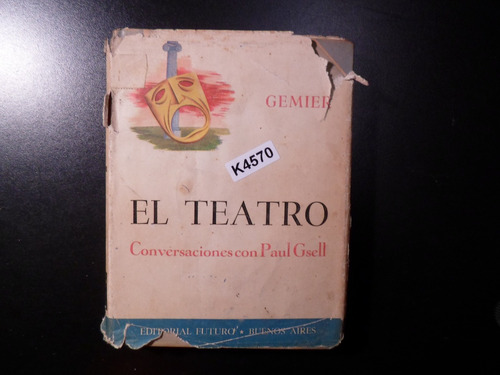 GEMIER
K4570
EL TEATRO
Conversaciones con Paul Gsell
EDITORIAL FUTURO • BUENOS AIRES